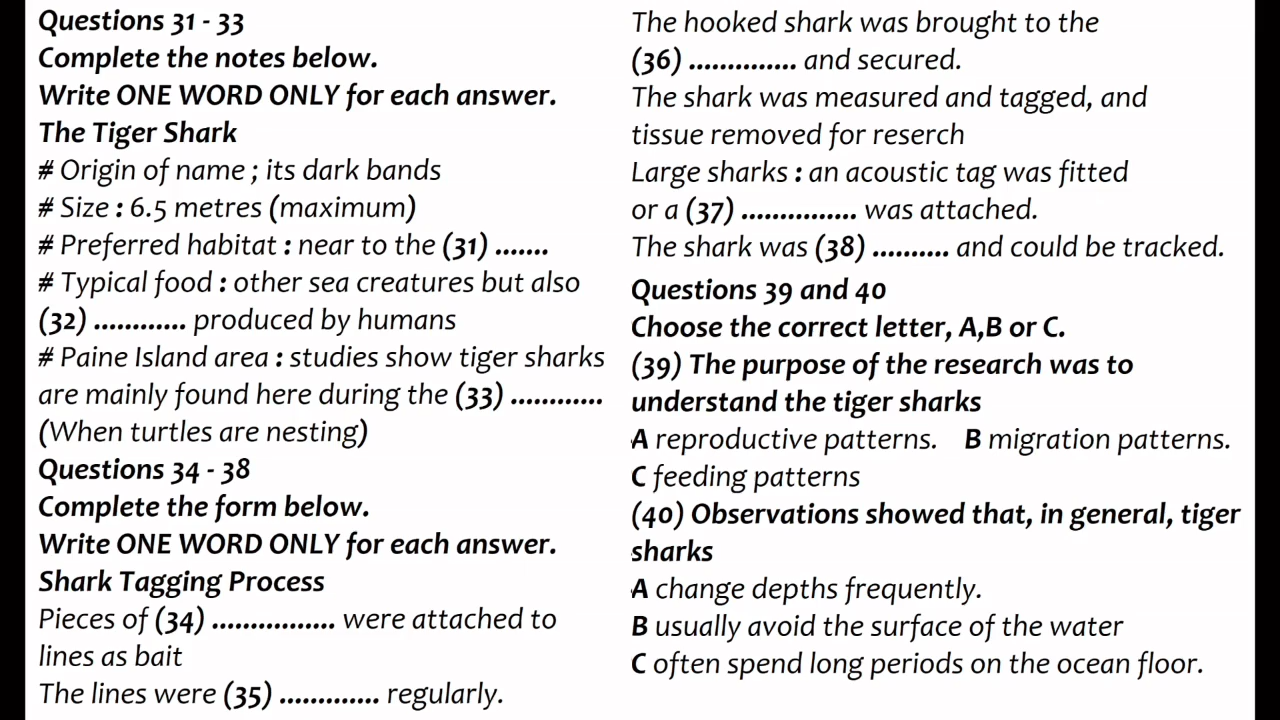 Questions 31 - 33
Complete the notes below.
Write ONE WORD ONLY for each answer.
The Tiger Shark
# Origin of name ; its dark bands
# Size : 6.5 metres (maximum)
# Preferred habitat : near to the (31) .......
# Typical food : other sea creatures but also
(32) ............ produced by humans
# Paine Island area : studies show tiger sharks
are mainly found here during the (33) ............
(When turtles are nesting)
Questions 34 - 38
Complete the form below.
Write ONE WORD ONLY for each answer.
Shark Tagging Process
Pieces of (34) ................ were attached to
lines as bait
The lines were (35) ............. regularly.
The hooked shark was brought to the
(36) .............. and secured.
The shark was measured and tagged, and
tissue removed for reserch
Large sharks : an acoustic tag was fitted
or a (37) ............... was attached.
The shark was (38) .......... and could be tracked.
Questions 39 and 40
Choose the correct letter, A,B or C.
(39) The purpose of the research was to
understand the tiger sharks
A reproductive patterns. B migration patterns.
C feeding patterns
(40) Observations showed that, in general, tiger
sharks
A change depths frequently.
B usually avoid the surface of the water
C often spend long periods on the ocean floor.